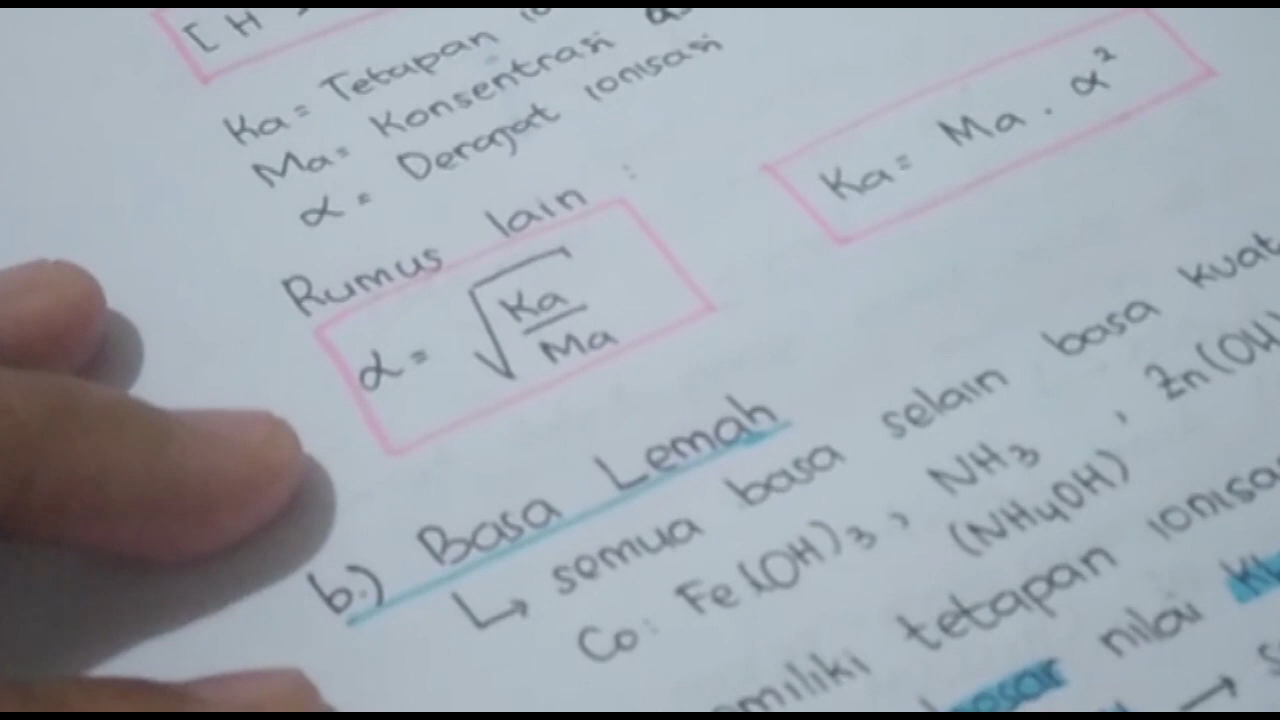 [ H
Ka = Tetapan
Ma = Konsentrasi
α = Derajat ionisasi
Rumus lain :
α = √Ka/Ma
Ka = Ma . α²
b.) Basa Lemah
↳ semua basa selain basa kuat
Co : Fe(OH)3 , NH3 , Zn(OH)
(NH4OH)
tetapan
nilai
→